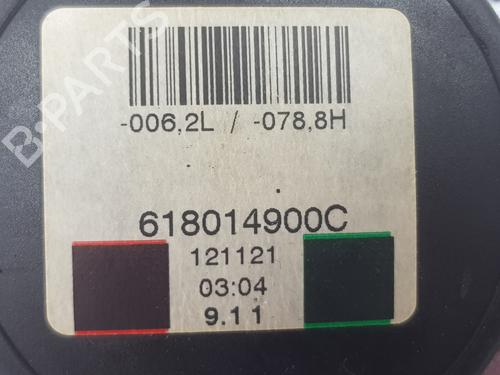 -006,2L / -078,8H
618014900C
121121
03:04
9.11
B-PARTS